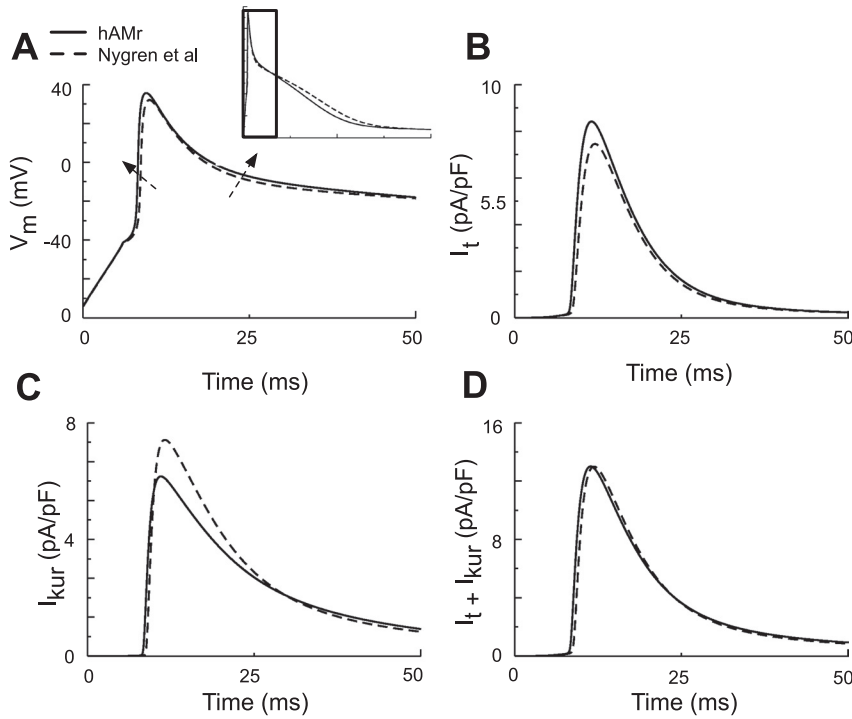 hAMr
Nygren et al
A
40
0
-40
0
V_m (mV)
0
25
50
Time (ms)
B
10
5.5
0
I_t (pA/pF)
0
25
50
Time (ms)
C
8
4
0
I_kur (pA/pF)
0
25
50
Time (ms)
D
16
8
0
I_t + I_kur (pA/pF)
0
25
50
Time (ms)